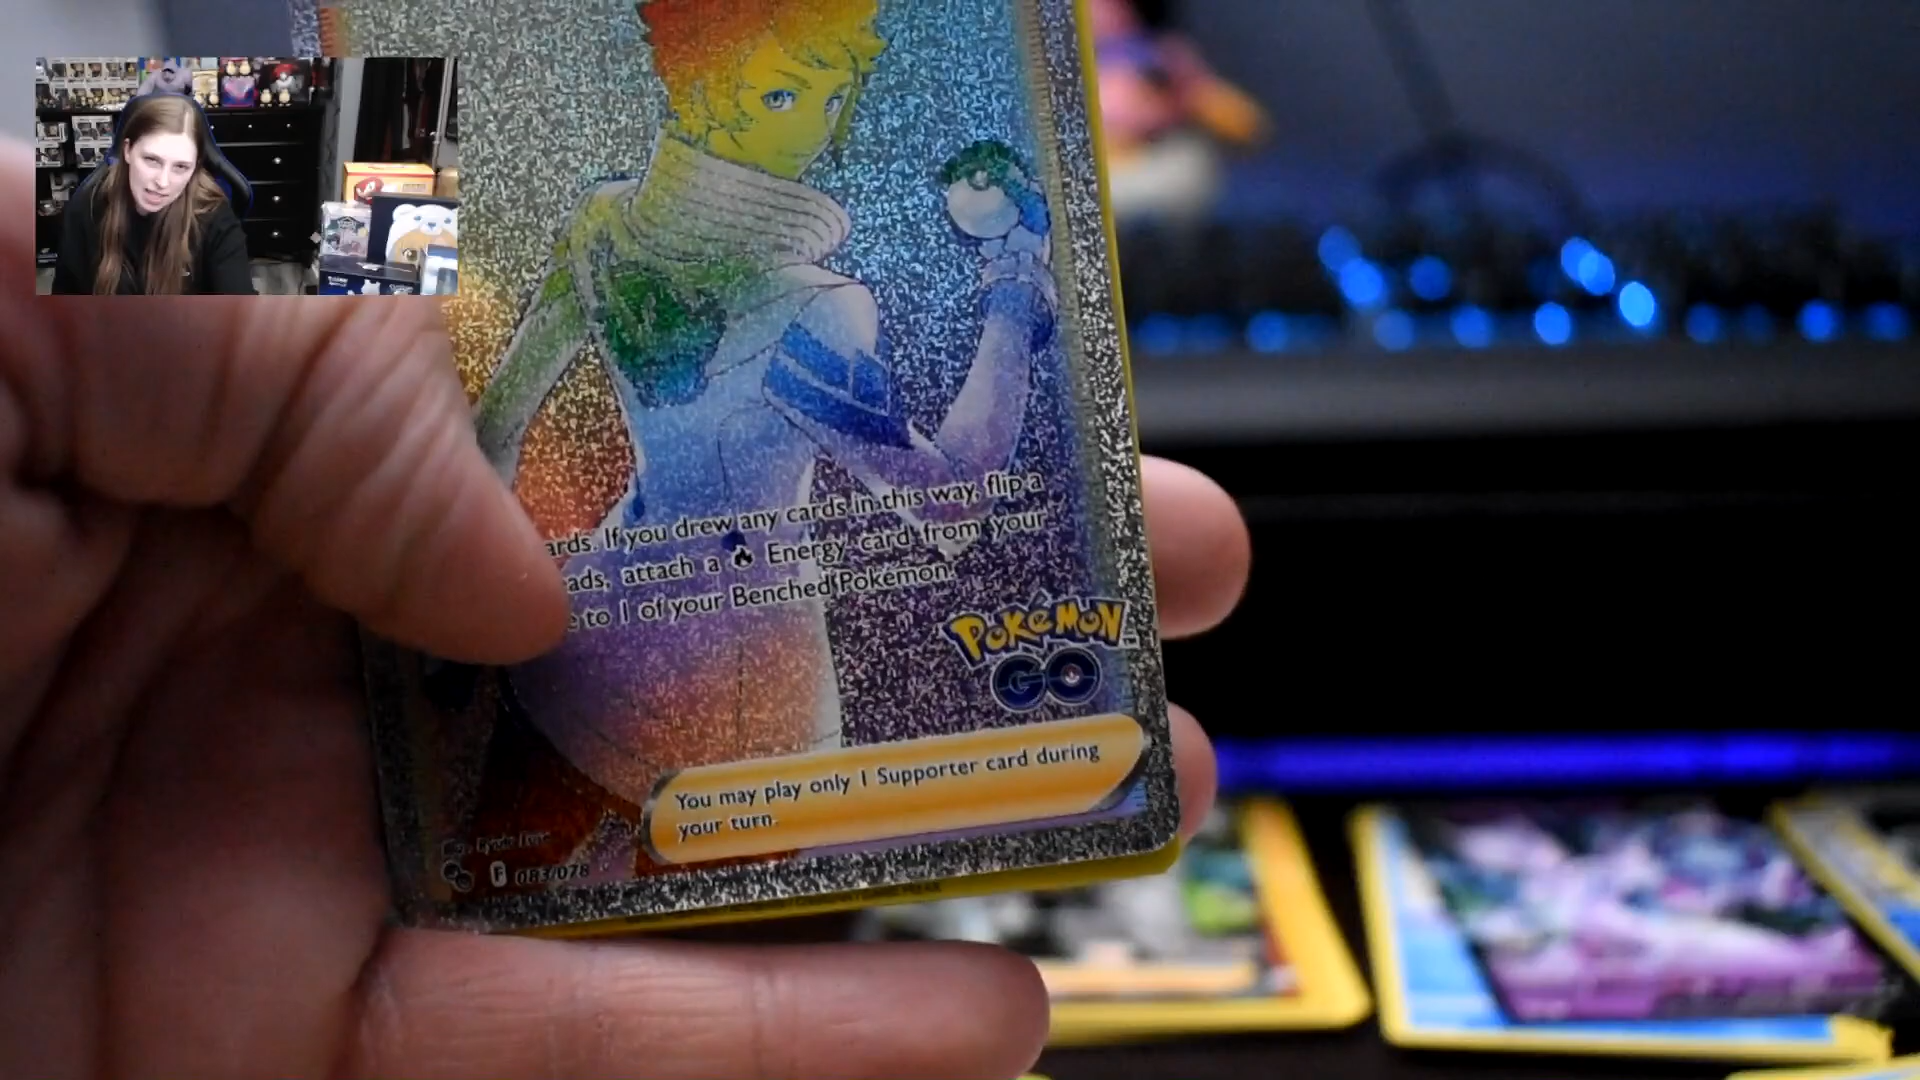 ards. If you drew any cards in this way, flip a
ads, attach a Energy card from your
e to 1 of your Benched Pokémon.
POKÉMON
GO
You may play only 1 Supporter card during
your turn.
F 083/078